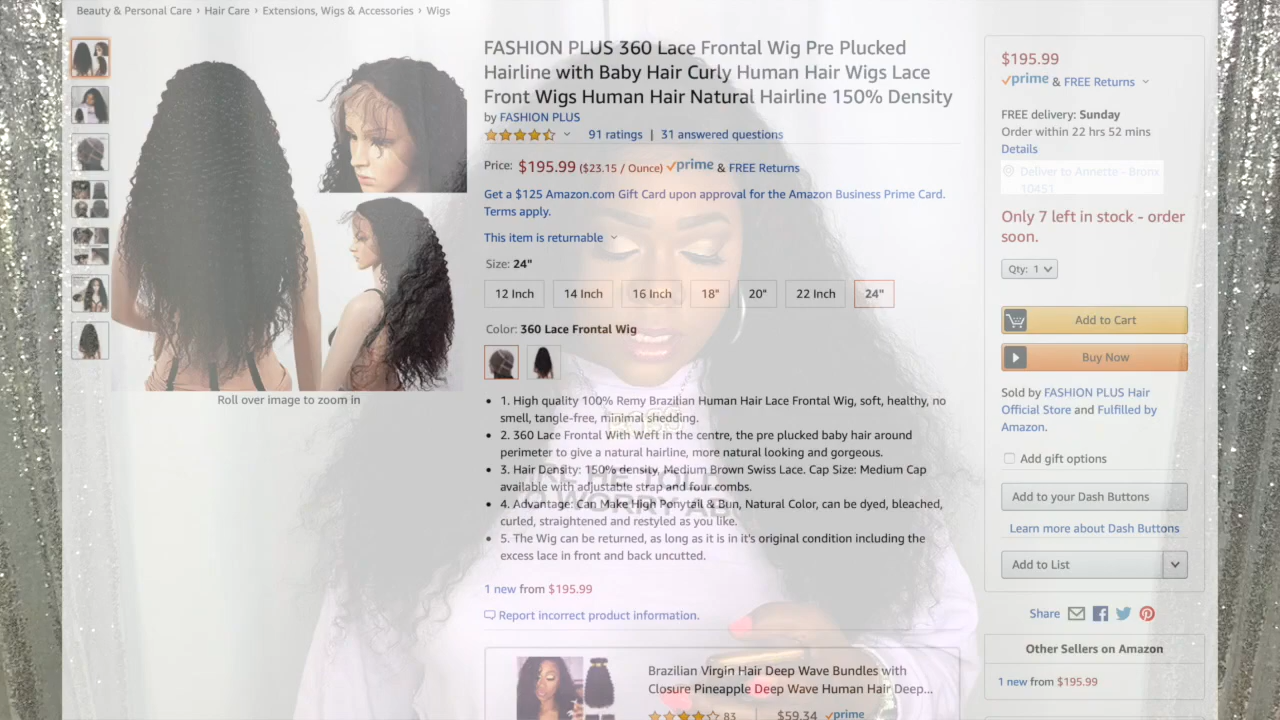 Beauty & Personal Care › Hair Care › Extensions, Wigs & Accessories › Wigs
FASHION PLUS 360 Lace Frontal Wig Pre Plucked
Hairline with Baby Hair Curly Human Hair Wigs Lace
Front Wigs Human Hair Natural Hairline 150% Density
by FASHION PLUS
91 ratings | 31 answered questions
Price: $195.99 ($23.15 / Ounce) prime & FREE Returns
Get a $125 Amazon.com Gift Card upon approval for the Amazon Business Prime Card.
Terms apply.
This item is returnable
Size: 24"
12 Inch 14 Inch 16 Inch 18" 20" 22 Inch 24"
Color: 360 Lace Frontal Wig
Roll over image to zoom in
• 1. High quality 100% Remy Brazilian Human Hair Lace Frontal Wig, soft, healthy, no
smell, tangle-free, minimal shedding.
• 2. 360 Lace Frontal With Weft in the centre, the pre plucked baby hair around
perimeter to give a natural hairline, more natural looking and gorgeous.
• 3. Hair Density: 150% density, Medium Brown Swiss Lace. Cap Size: Medium Cap
available with adjustable strap and four combs.
• 4. Advantage: Can Make High Ponytail & Bun, Natural Color, can be dyed, bleached,
curled, straightened and restyled as you like.
• 5. The Wig can be returned, as long as it is in it's original condition including the
excess lace in front and back uncutted.
1 new from $195.99
Report incorrect product information.
Brazilian Virgin Hair Deep Wave Bundles with
Closure Pineapple Deep Wave Human Hair Deep...
83 | $59.34 prime
$195.99
prime & FREE Returns
FREE delivery: Sunday
Order within 22 hrs 52 mins
Details
Deliver to Annette - Bronx
10451
Only 7 left in stock - order
soon.
Qty: 1
Add to Cart
Buy Now
Sold by FASHION PLUS Hair
Official Store and Fulfilled by
Amazon.
Add gift options
Add to your Dash Buttons
Learn more about Dash Buttons
Add to List
Share
Other Sellers on Amazon
1 new from $195.99